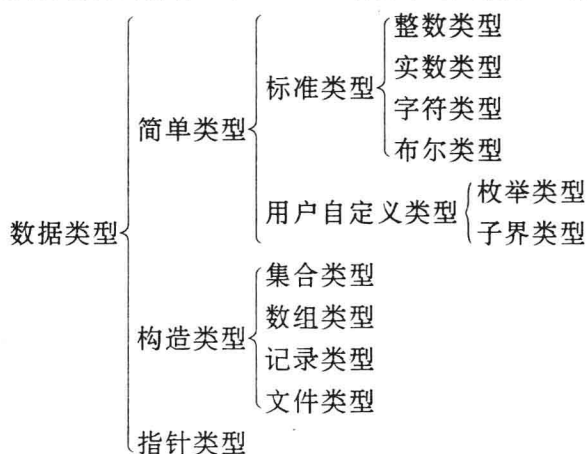 整数类型
实数类型
标准类型
字符类型
简单类型
布尔类型
枚举类型
用户自定义类型
数据类型
子界类型
集合类型
数组类型
构造类型
记录类型
文件类型
指针类型